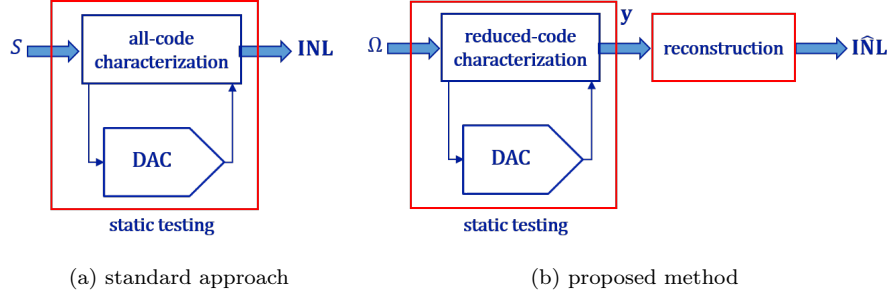 S
all-code
characterization
INL
DAC
static testing
(a) standard approach
Ω
reduced-code
characterization
y
reconstruction
IN̂L
DAC
static testing
(b) proposed method